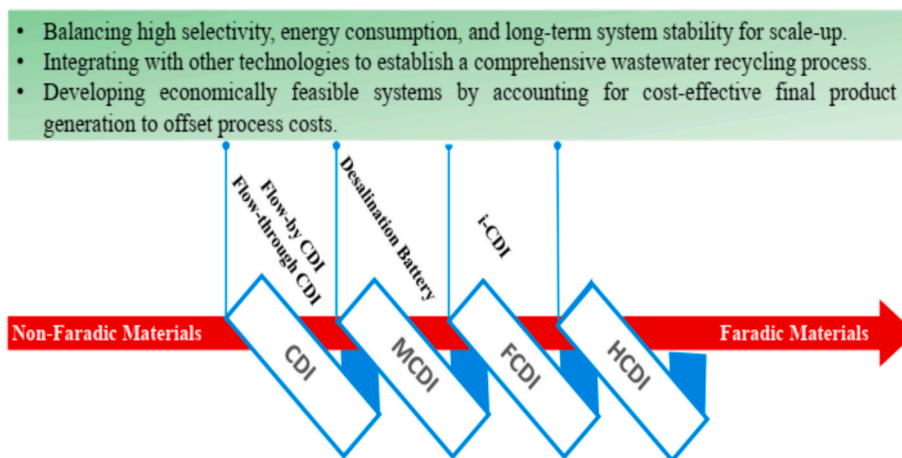 • Balancing high selectivity, energy consumption, and long-term system stability for scale-up.
• Integrating with other technologies to establish a comprehensive wastewater recycling process.
• Developing economically feasible systems by accounting for cost-effective final product
generation to offset process costs.
Flow-by CDI
Flow-through CDI
Desalination Battery
i-CDI
Non-Faradic Materials
Faradic Materials
CDI
MCDI
FCDI
HCDI